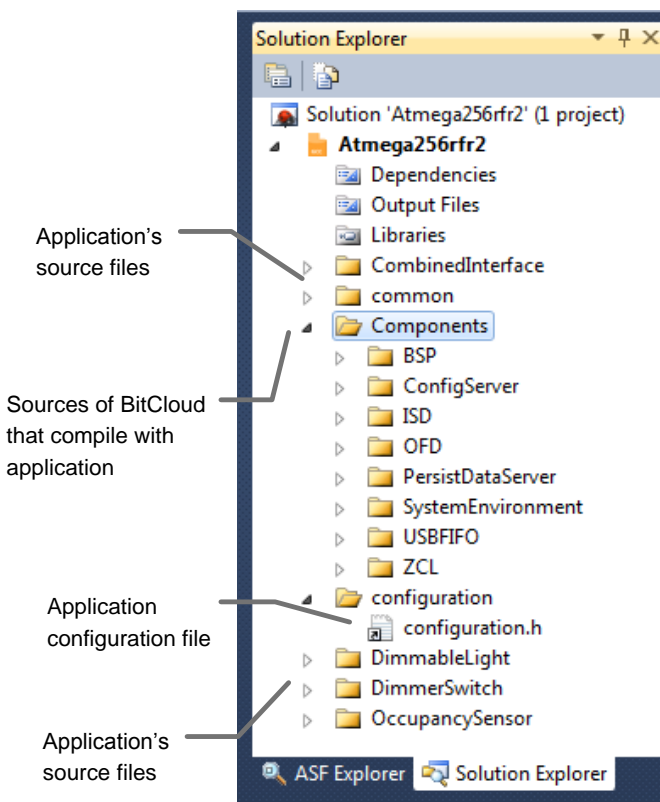 Solution Explorer
Solution 'Atmega256rfr2' (1 project)
Atmega256rfr2
Dependencies
Output Files
Libraries
Application's
source files
CombinedInterface
common
Components
BSP
ConfigServer
Sources of BitCloud
that compile with
application
ISD
OFD
PersistDataServer
SystemEnvironment
USBFIFO
ZCL
Application
configuration file
configuration
configuration.h
DimmableLight
DimmerSwitch
OccupancySensor
Application's
source files
ASF Explorer
Solution Explorer